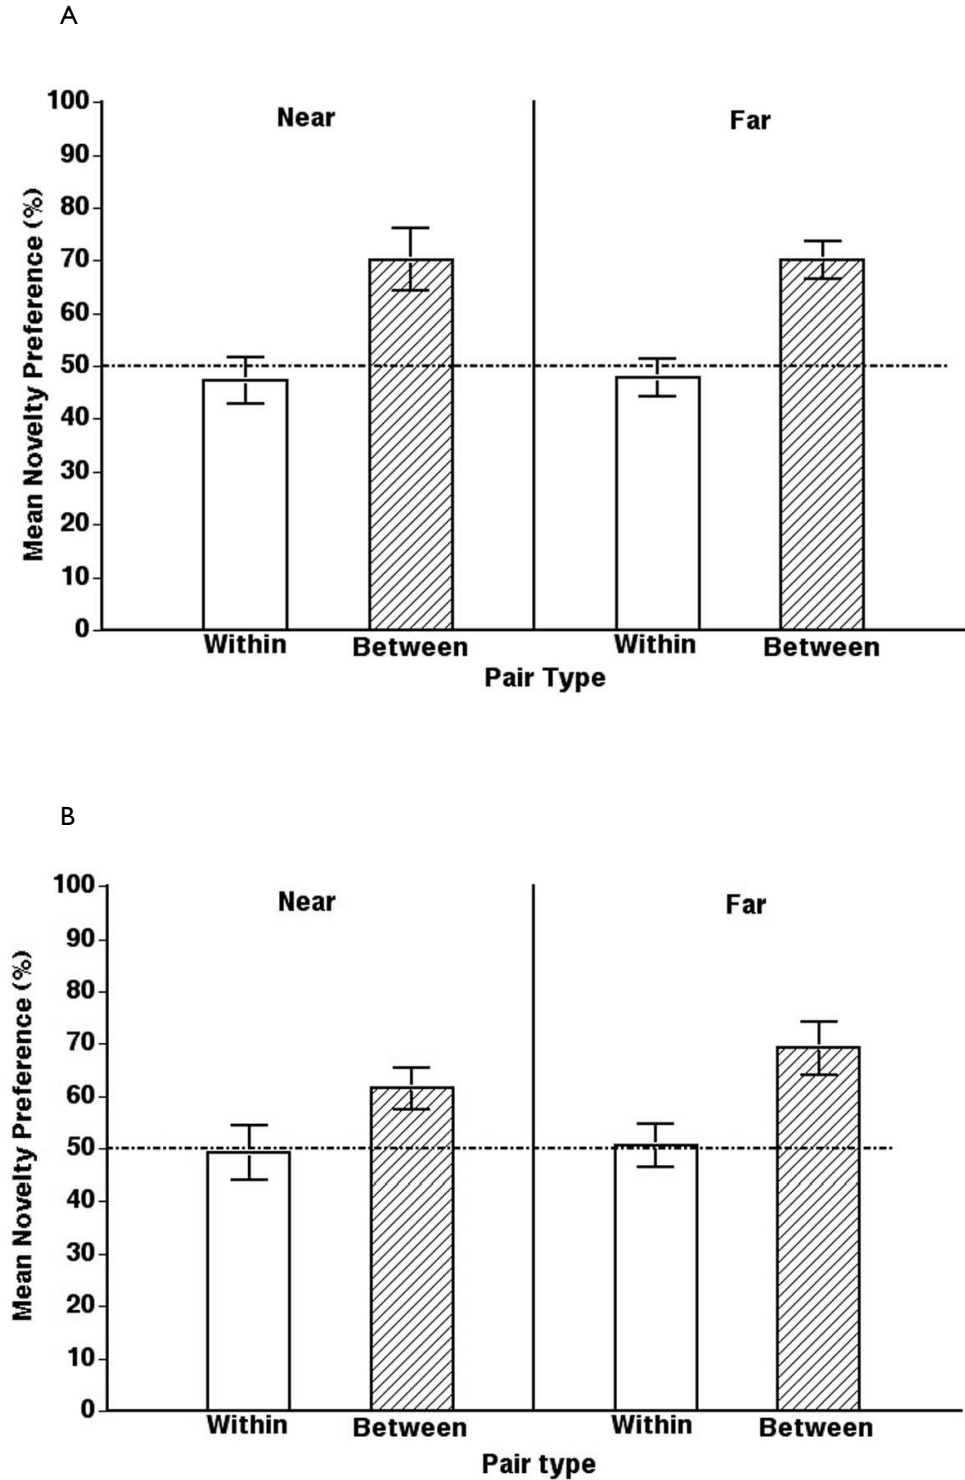 A
Near
Far
Mean Novelty Preference (%)
100
90
80
70
60
50
40
30
20
10
0
Within
Between
Within
Between
Pair Type
B
Near
Far
Mean Novelty Preference (%)
100
90
80
70
60
50
40
30
20
10
0
Within
Between
Within
Between
Pair type